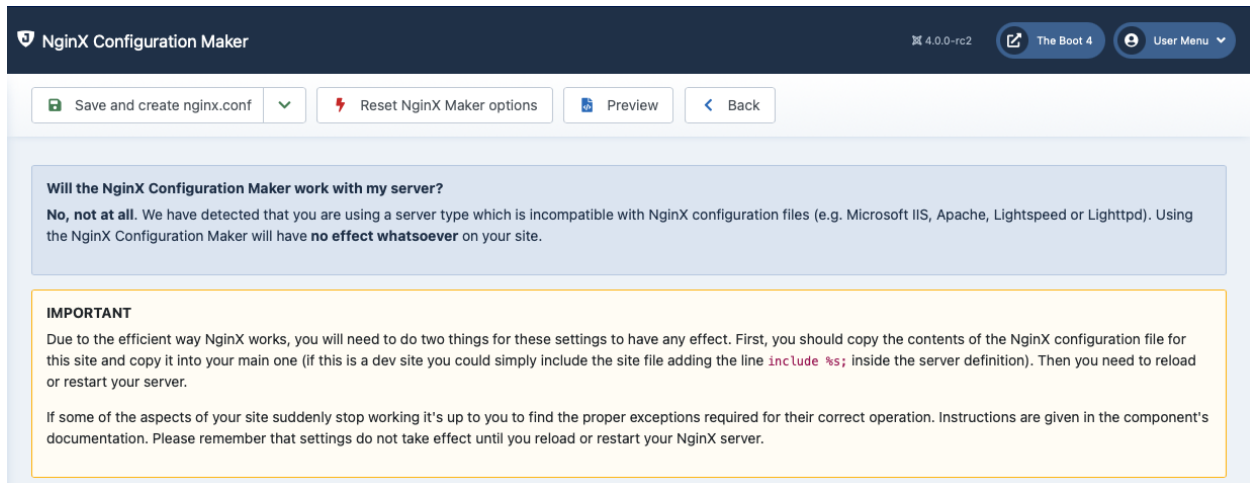 NginX Configuration Maker
4.0.0-rc2
The Boot 4
User Menu
Save and create nginx.conf
Reset NginX Maker options
Preview
Back
Will the NginX Configuration Maker work with my server?
No, not at all. We have detected that you are using a server type which is incompatible with NginX configuration files (e.g. Microsoft IIS, Apache, Lightspeed or Lighttpd). Using
the NginX Configuration Maker will have no effect whatsoever on your site.
IMPORTANT
Due to the efficient way NginX works, you will need to do two things for these settings to have any effect. First, you should copy the contents of the NginX configuration file for
this site and copy it into your main one (if this is a dev site you could simply include the site file adding the line include %s; inside the server definition). Then you need to reload
or restart your server.
If some of the aspects of your site suddenly stop working it's up to you to find the proper exceptions required for their correct operation. Instructions are given in the component's
documentation. Please remember that settings do not take effect until you reload or restart your NginX server.